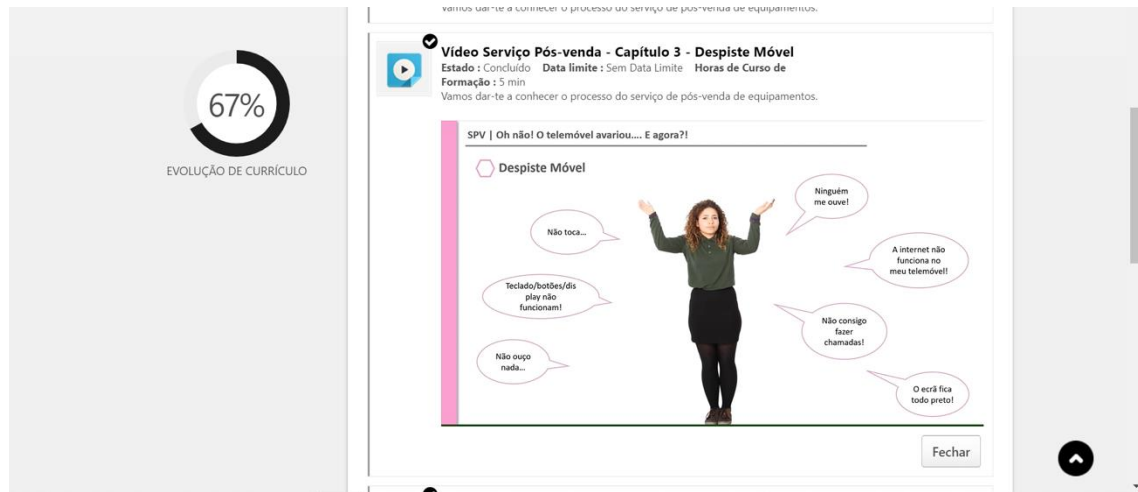 Vamos dar-te a conhecer o processo do serviço de pós-venda de equipamentos.
Vídeo Serviço Pós-venda - Capítulo 3 - Despiste Móvel
Estado : Concluído Data limite : Sem Data Limite Horas de Curso de
Formação : 5 min
Vamos dar-te a conhecer o processo do serviço de pós-venda de equipamentos.
67%
EVOLUÇÃO DE CURRÍCULO
SPV | Oh não! O telemóvel avariou.... E agora?!
Despiste Móvel
Não toca...
Teclado/botões/dis
play não
funcionam!
Não ouço
nada...
Ninguém
me ouve!
A internet não
funciona no
meu telemóvel!
Não consigo
fazer
chamadas!
O ecrã fica
todo preto!
Fechar